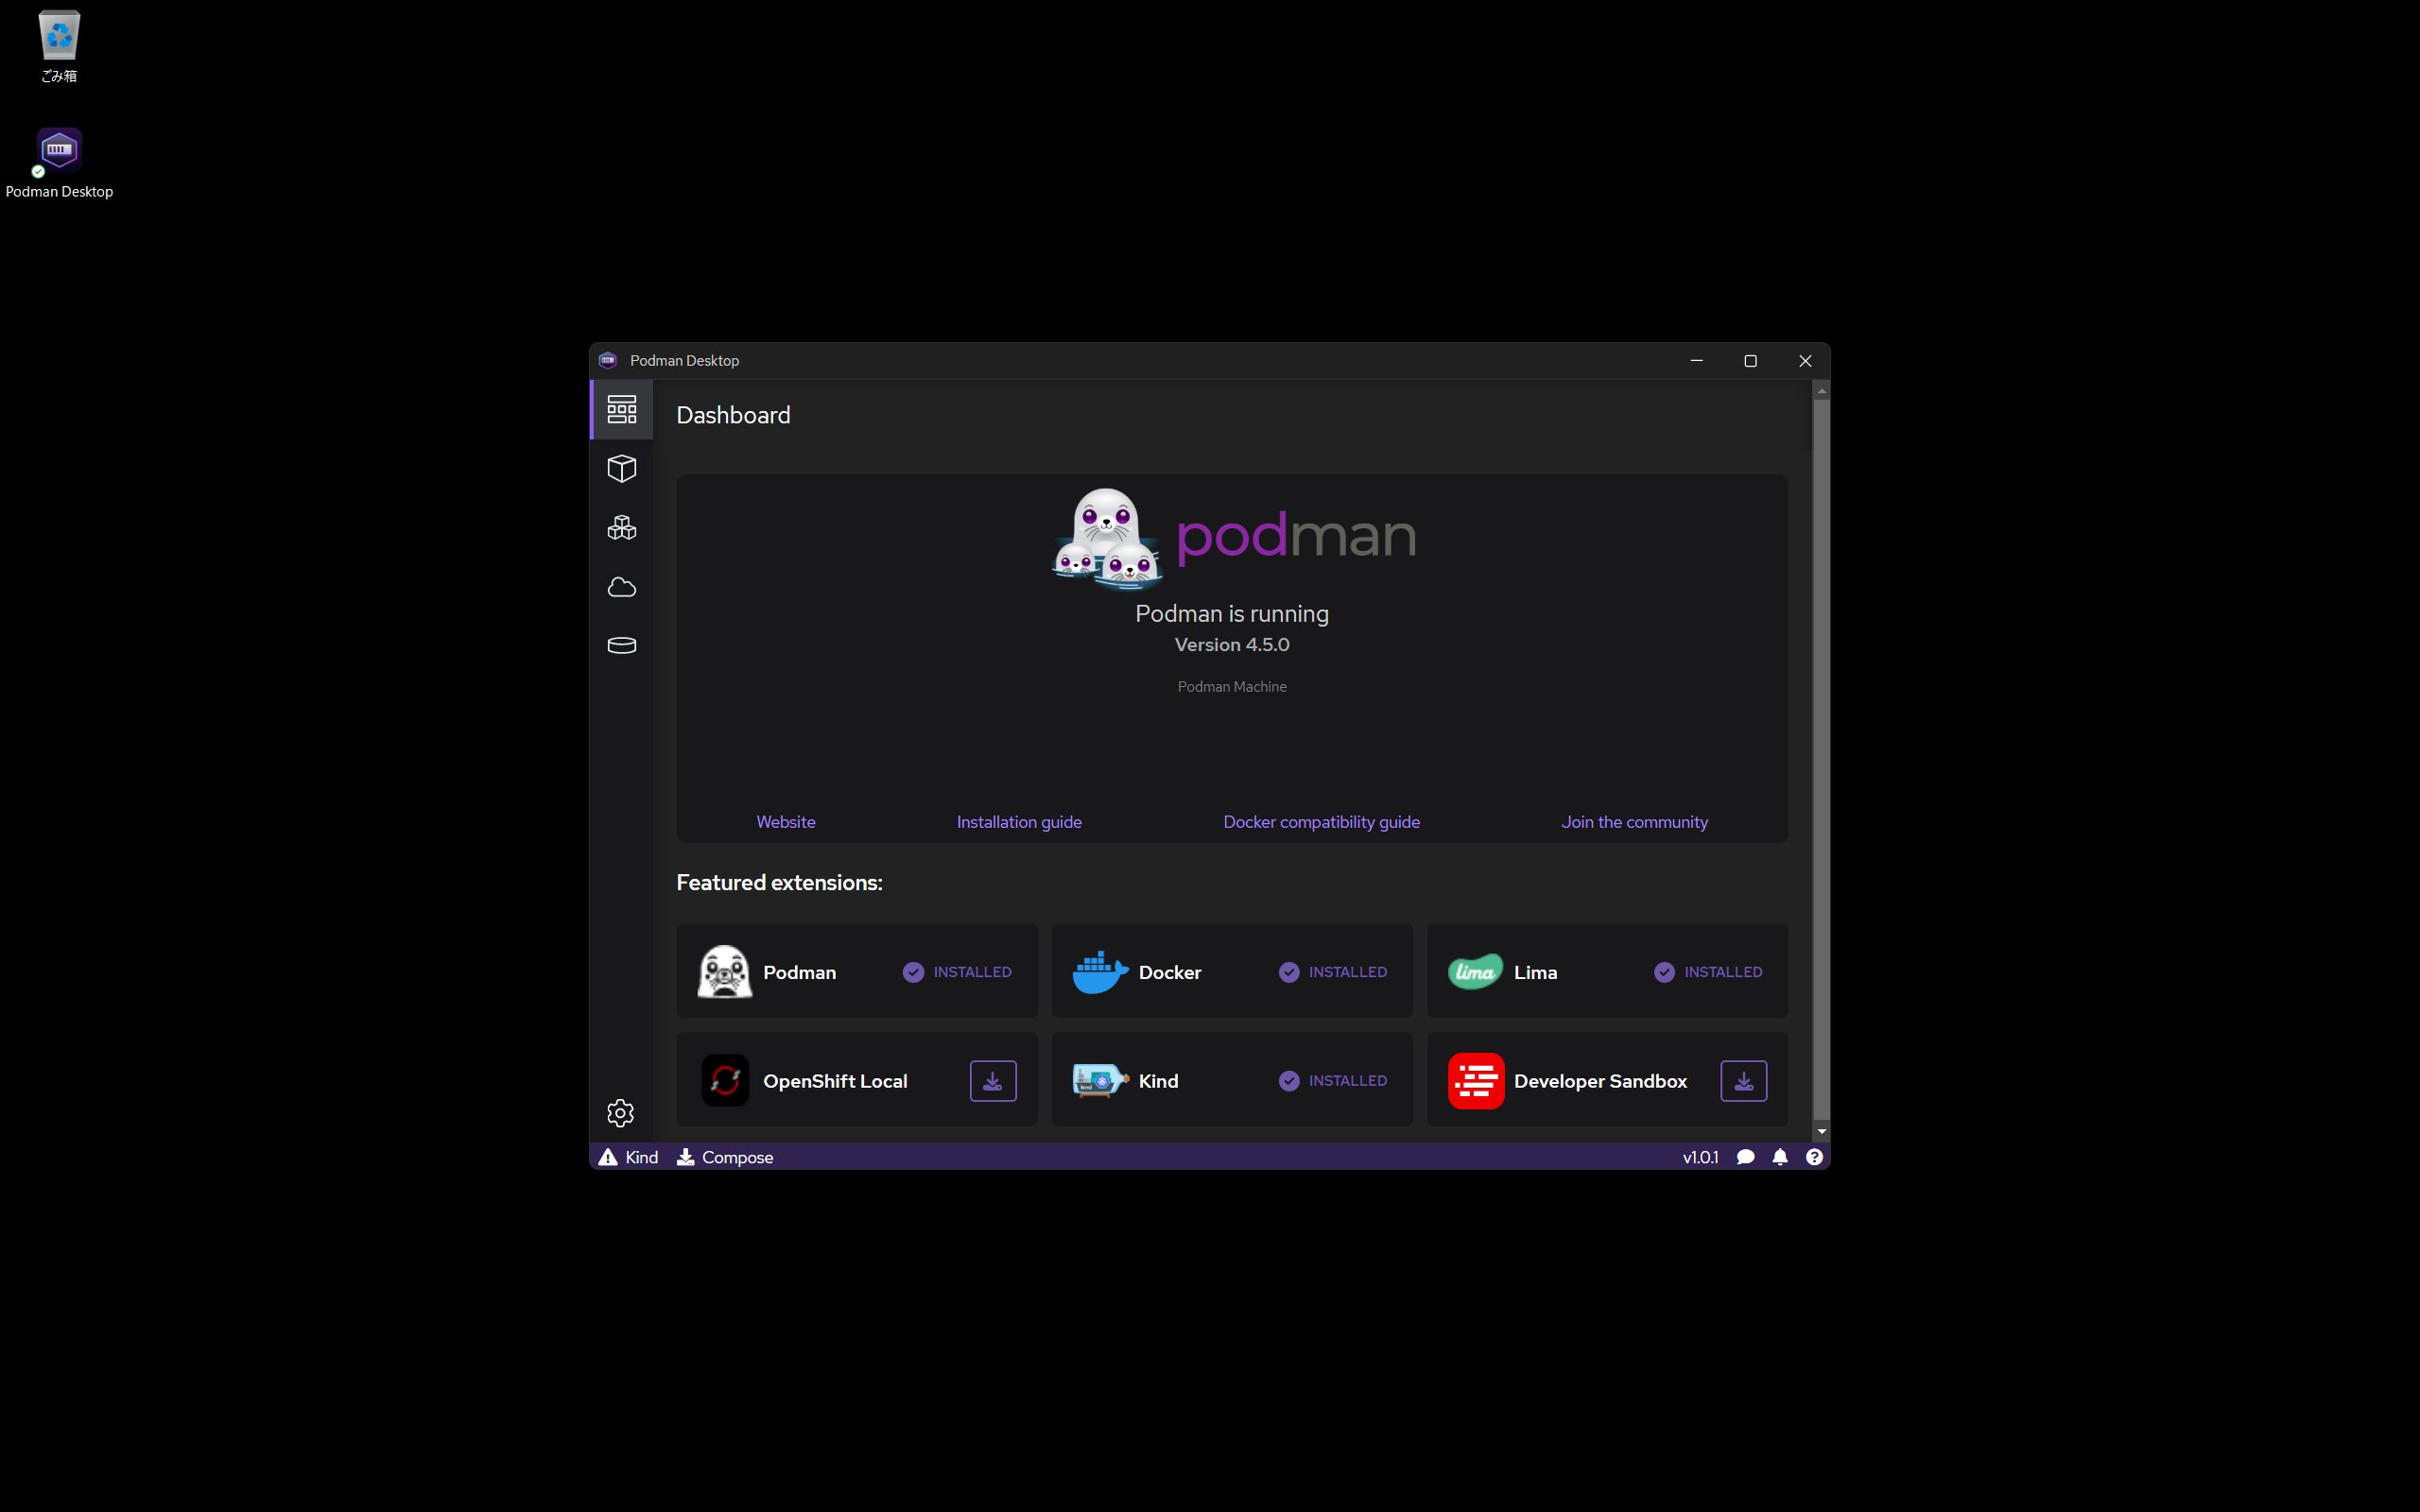 ごみ箱
Podman Desktop
Podman Desktop
Dashboard
podman
Podman is running
Version 4.5.0
Podman Machine
Website
Installation guide
Docker compatibility guide
Join the community
Featured extensions:
Podman
INSTALLED
Docker
INSTALLED
lima
Lima
INSTALLED
OpenShift Local
kind
Kind
INSTALLED
Developer Sandbox
Kind
Compose
v1.0.1